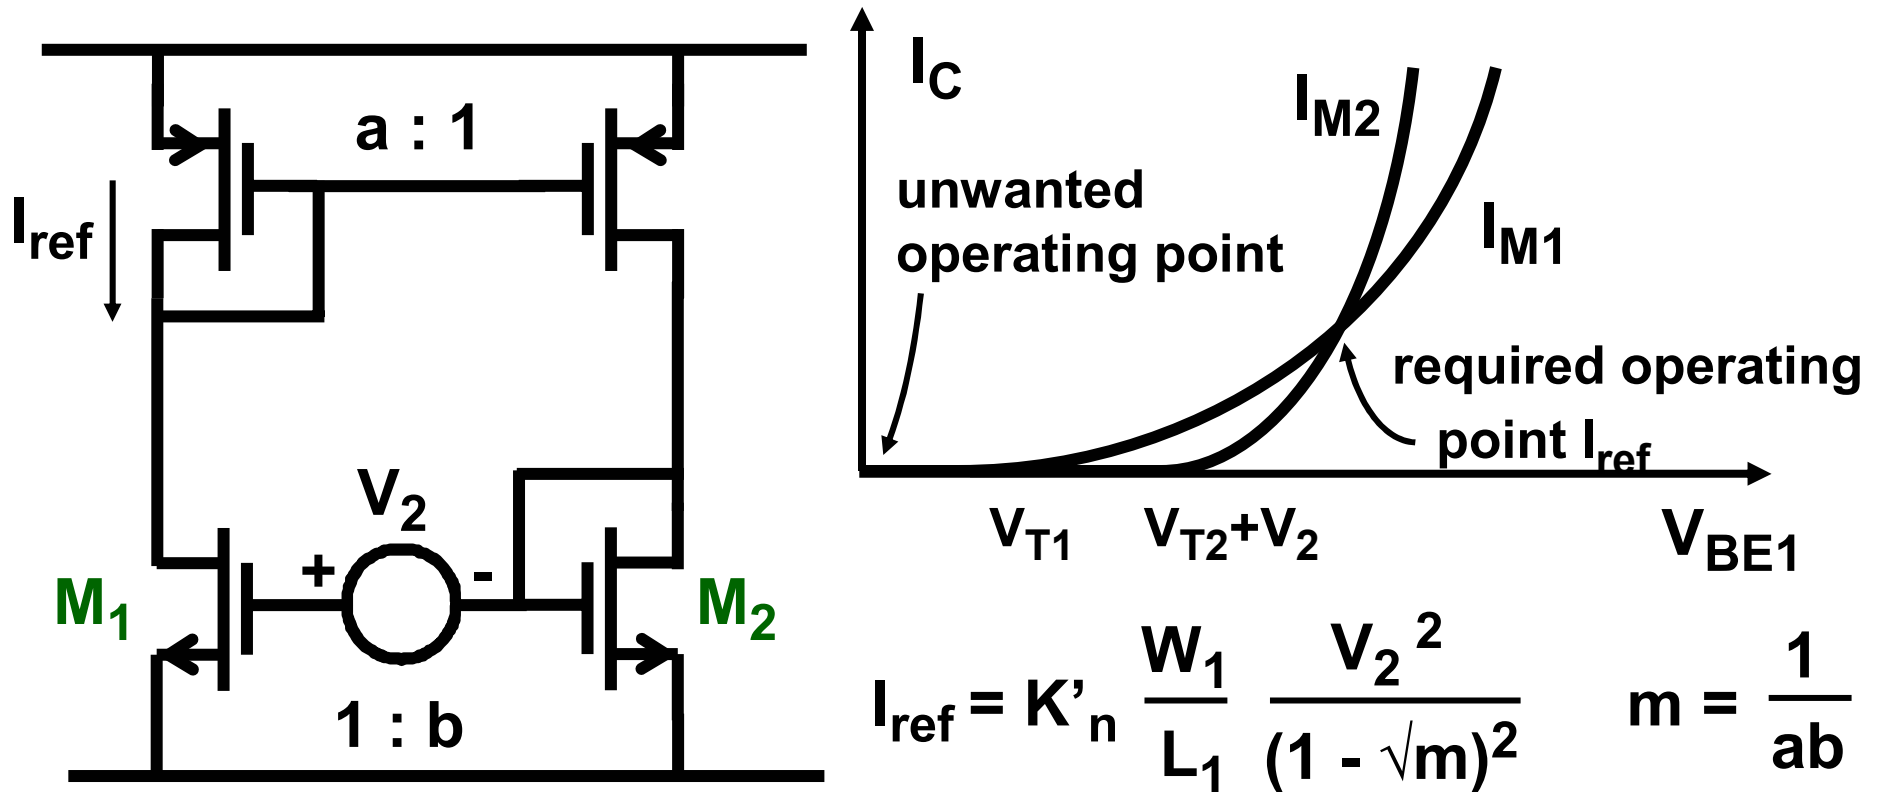 a : 1
I_ref
V_2
+
-
M_1
M_2
1 : b
I_C
I_M2
unwanted
operating point
I_M1
required operating
point I_ref
V_T1
V_T2+V_2
V_BE1
I_ref = K’_n W_1/L_1 V_2^2/(1 - √m)^2 m = 1/ab